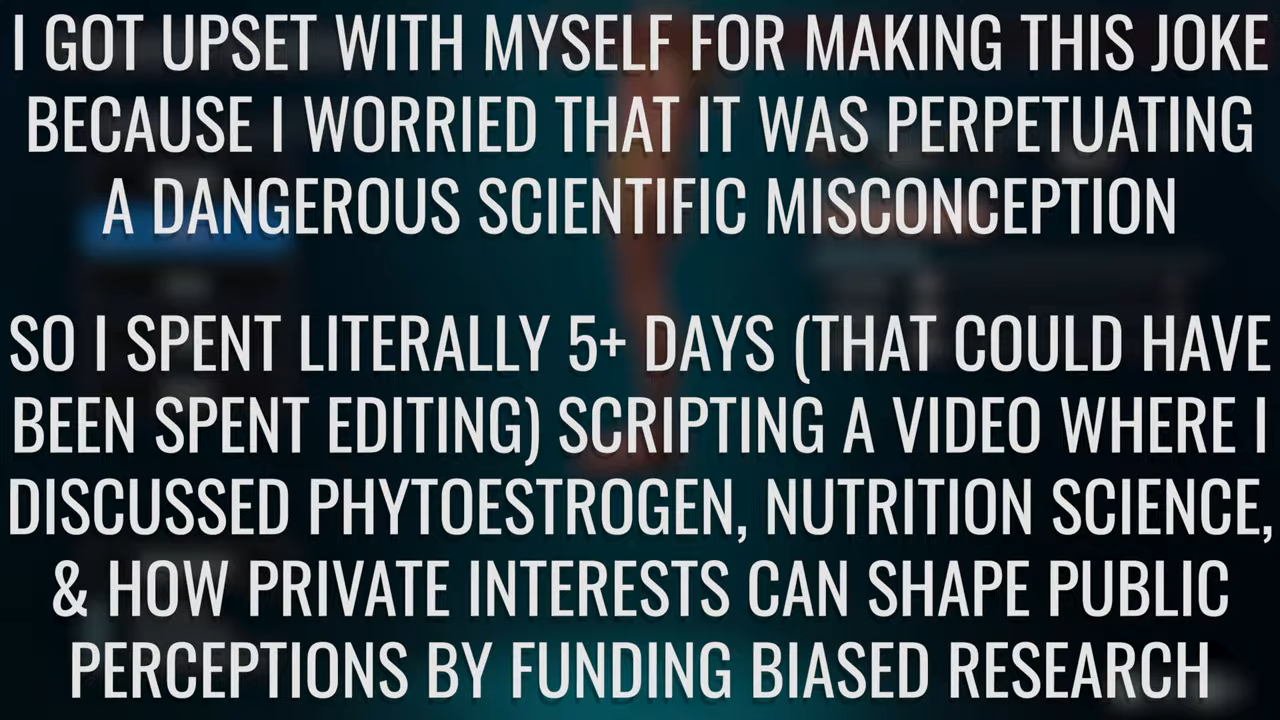 I GOT UPSET WITH MYSELF FOR MAKING THIS JOKE
BECAUSE I WORRIED THAT IT WAS PERPETUATING
A DANGEROUS SCIENTIFIC MISCONCEPTION
SO I SPENT LITERALLY 5+ DAYS (THAT COULD HAVE
BEEN SPENT EDITING) SCRIPTING A VIDEO WHERE I
DISCUSSED PHYTOESTROGEN, NUTRITION SCIENCE,
& HOW PRIVATE INTERESTS CAN SHAPE PUBLIC
PERCEPTIONS BY FUNDING BIASED RESEARCH